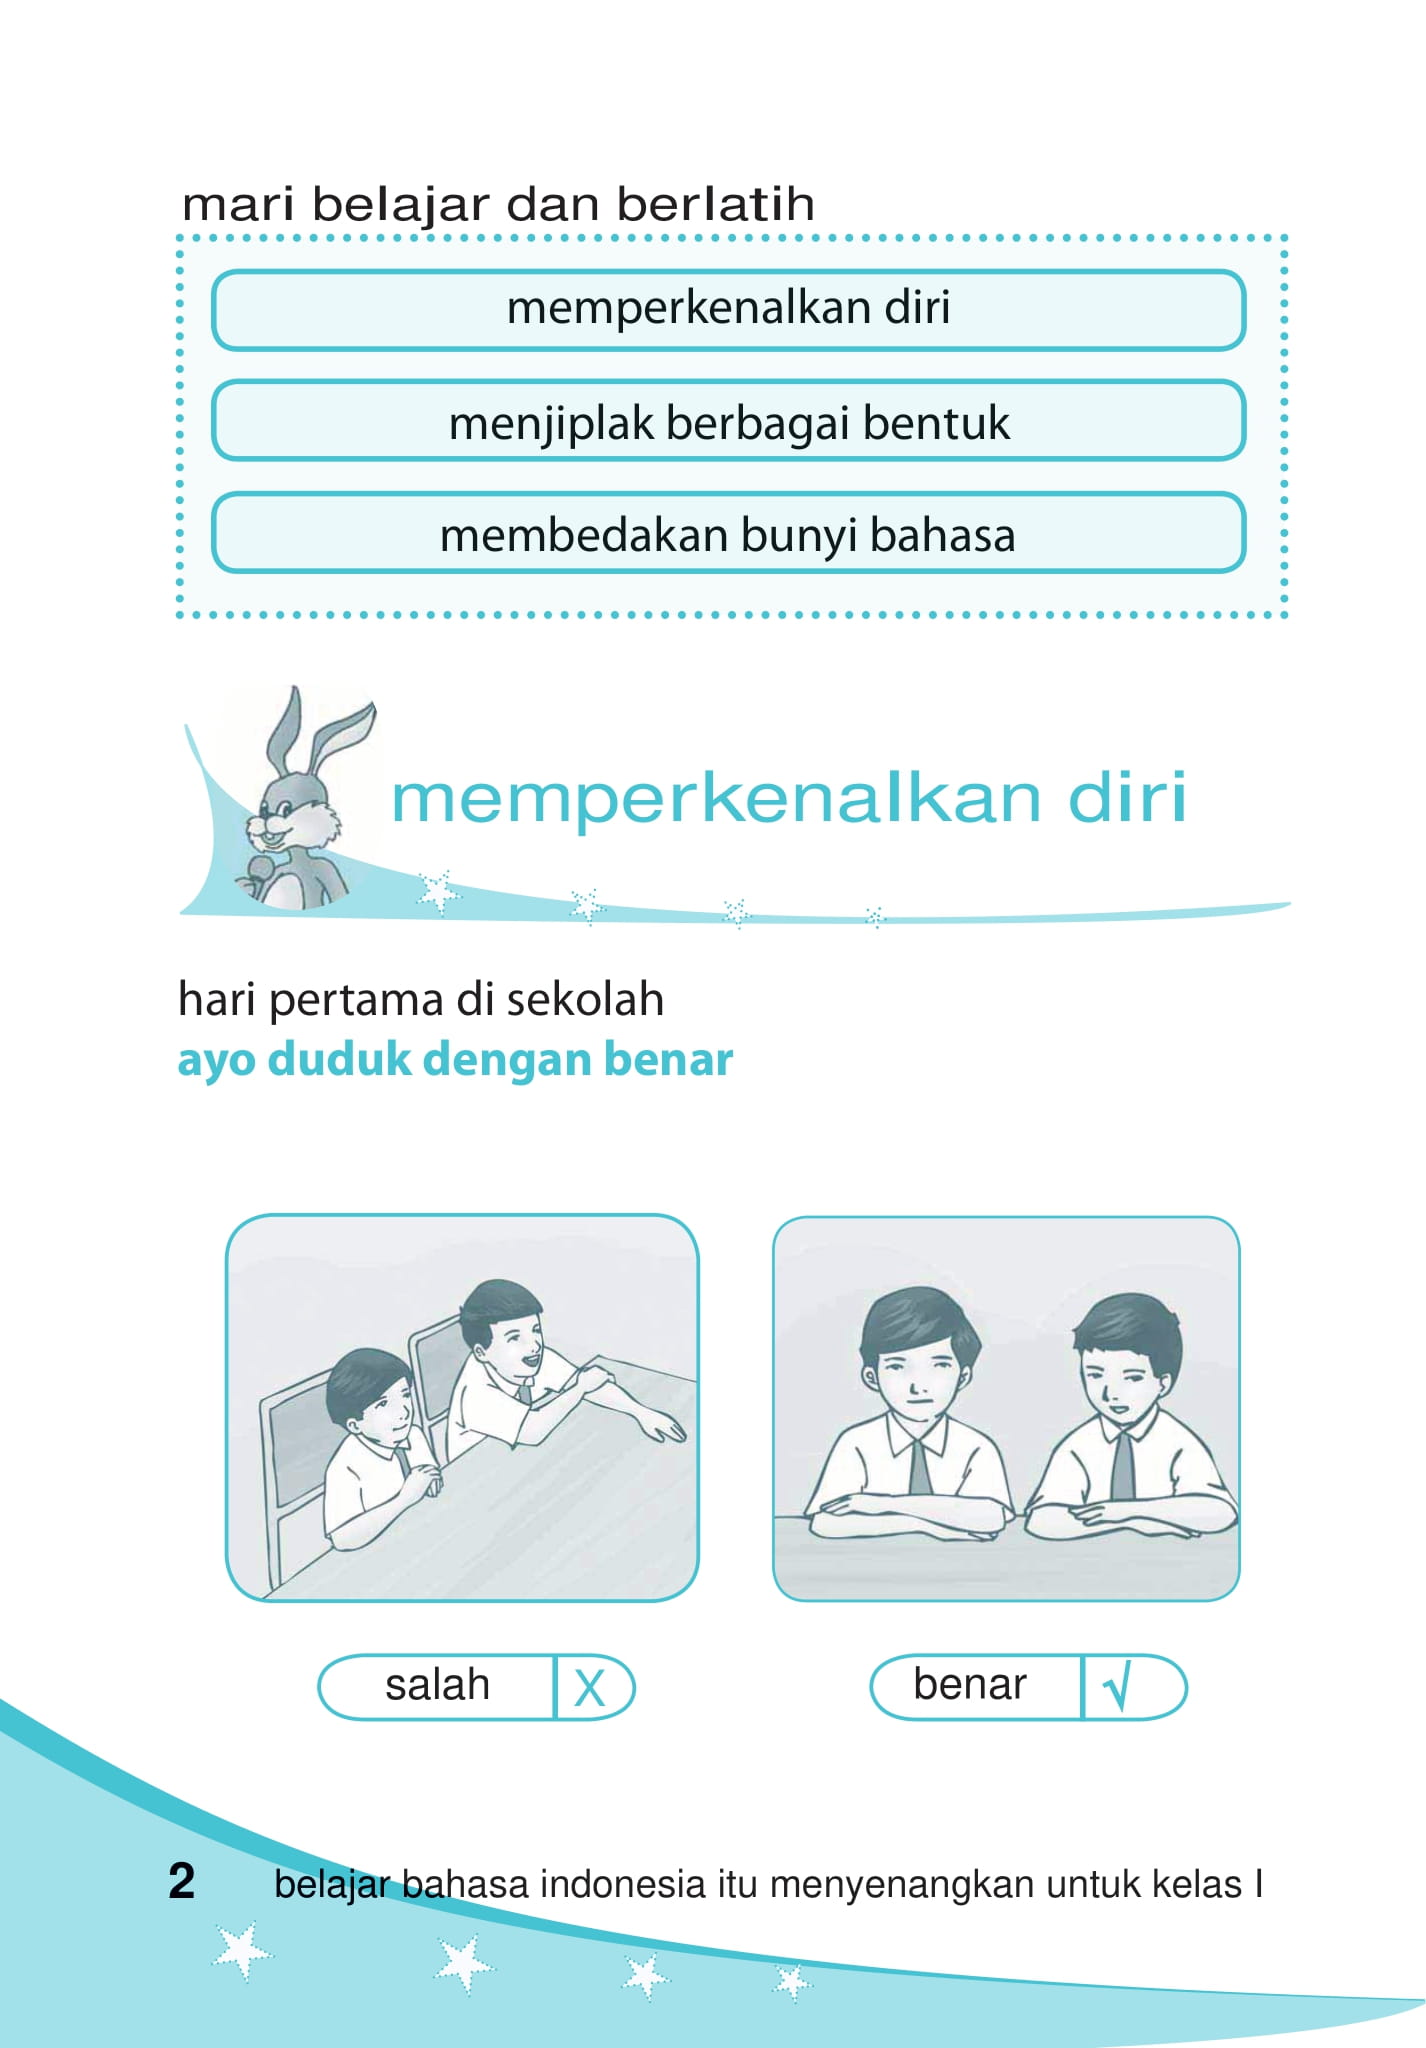 mari belajar dan berlatih
memperkenalkan diri
menjiplak berbagai bentuk
membedakan bunyi bahasa
memperkenalkan diri
hari pertama di sekolah
ayo duduk dengan benar
salah X
benar √
2 belajar bahasa indonesia itu menyenangkan untuk kelas I